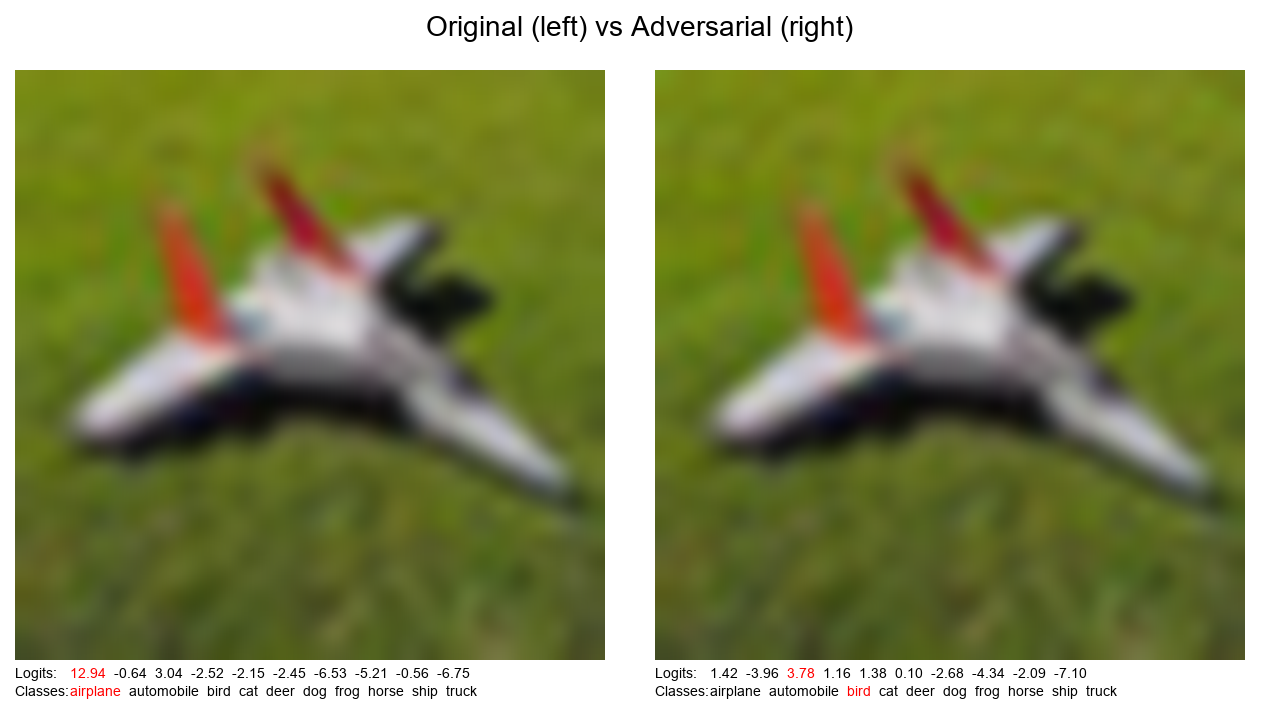 Original (left) vs Adversarial (right)
Logits: 12.94 -0.64 3.04 -2.52 -2.15 -2.45 -6.53 -5.21 -0.56 -6.75
Classes:airplane automobile bird cat deer dog frog horse ship truck
Logits: 1.42 -3.96 3.78 1.16 1.38 0.10 -2.68 -4.34 -2.09 -7.10
Classes:airplane automobile bird cat deer dog frog horse ship truck